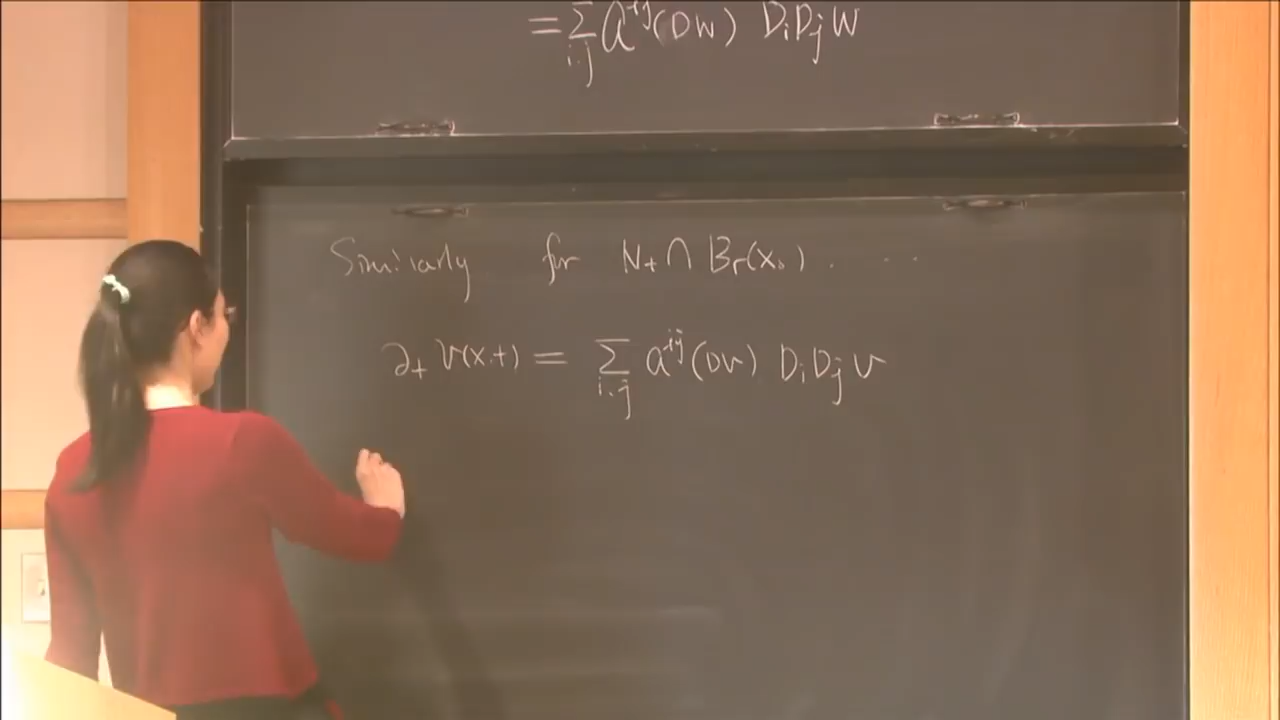 = ∑_{i,j} a^{ij}(Dw) D_iD_jw
Similarly for N_t ∩ B_r(x_0). ...
∂_t v(x,t) = ∑_{i,j} a^{ij}(Dv) D_iD_jv